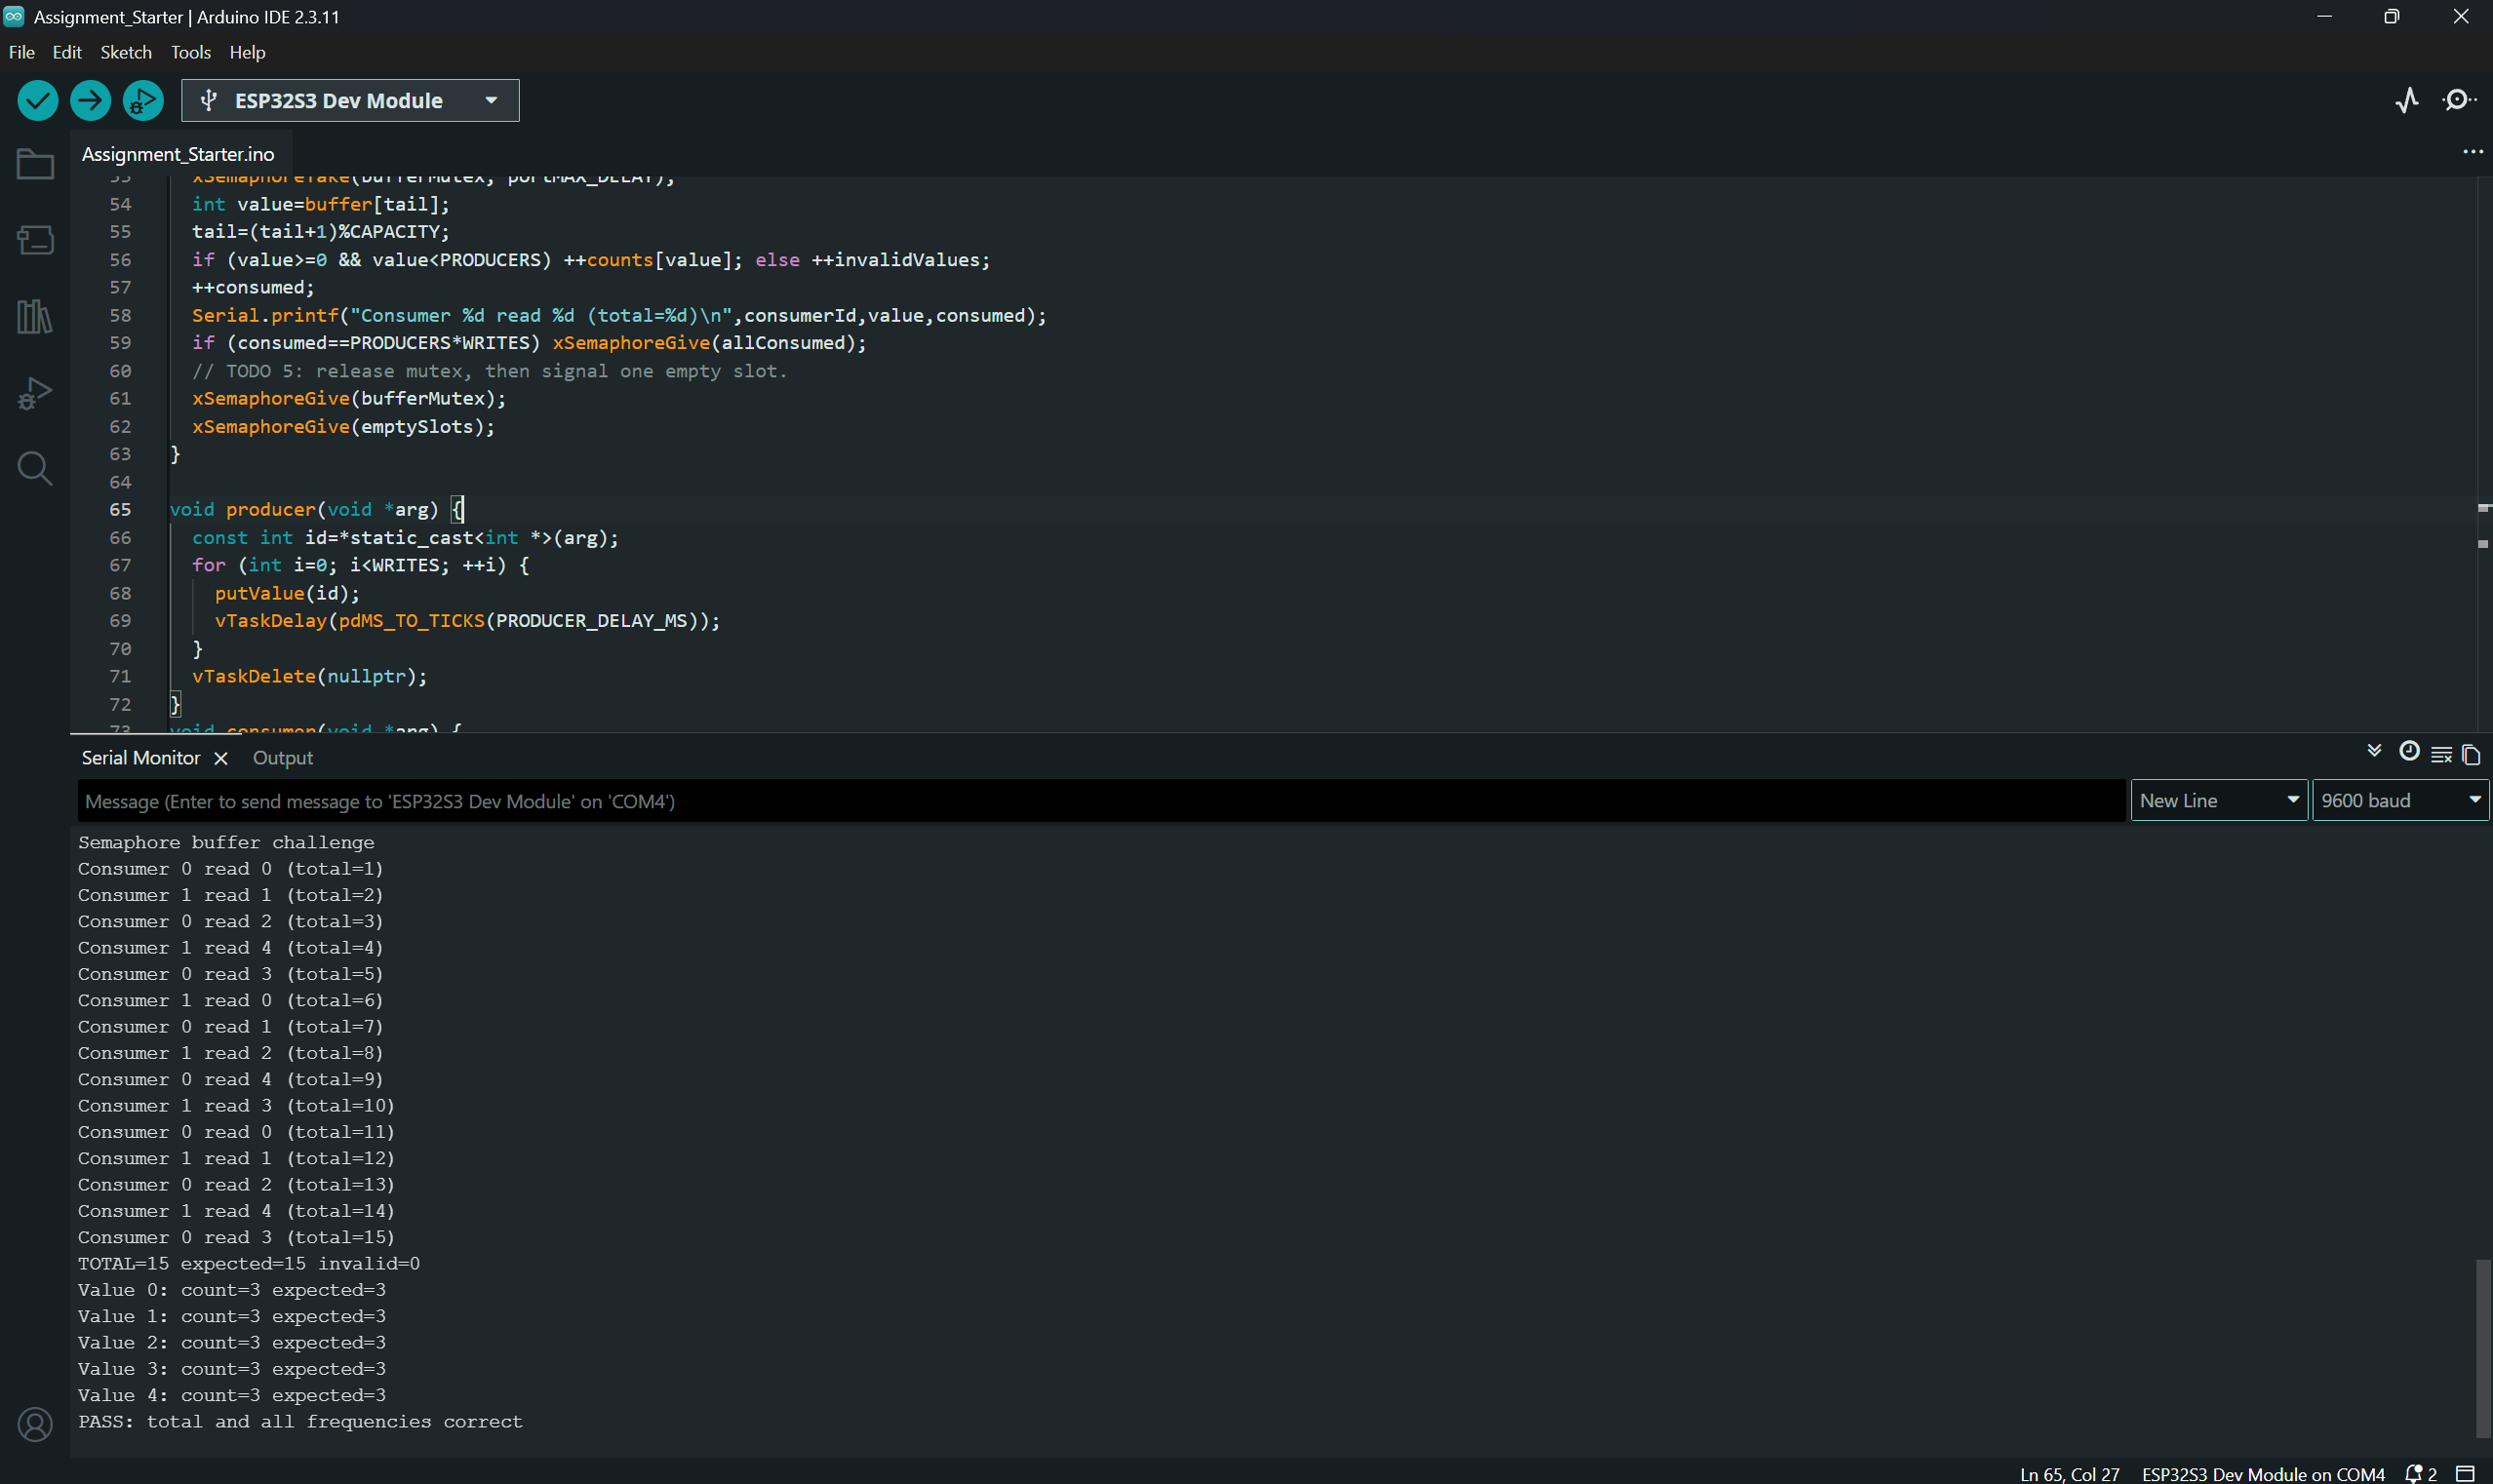 Assignment_Starter | Arduino IDE 2.3.11
File Edit Sketch Tools Help
ESP32S3 Dev Module
Assignment_Starter.ino
53 xSemaphoreTake(bufferMutex, portMAX_DELAY);
54 int value=buffer[tail];
55 tail=(tail+1)%CAPACITY;
56 if (value>=0 && value<PRODUCERS) ++counts[value]; else ++invalidValues;
57 ++consumed;
58 Serial.printf("Consumer %d read %d (total=%d)\n",consumerId,value,consumed);
59 if (consumed==PRODUCERS*WRITES) xSemaphoreGive(allConsumed);
60 // TODO 5: release mutex, then signal one empty slot.
61 xSemaphoreGive(bufferMutex);
62 xSemaphoreGive(emptySlots);
63 }
64
65 void producer(void *arg) {
66 const int id=*static_cast<int *>(arg);
67 for (int i=0; i<WRITES; ++i) {
68 putValue(id);
69 vTaskDelay(pdMS_TO_TICKS(PRODUCER_DELAY_MS));
70 }
71 vTaskDelete(nullptr);
72 }
73 void consumer(void *arg) {
Serial Monitor Output
Message (Enter to send message to 'ESP32S3 Dev Module' on 'COM4')
New Line
9600 baud
Semaphore buffer challenge
Consumer 0 read 0 (total=1)
Consumer 1 read 1 (total=2)
Consumer 0 read 2 (total=3)
Consumer 1 read 4 (total=4)
Consumer 0 read 3 (total=5)
Consumer 1 read 0 (total=6)
Consumer 0 read 1 (total=7)
Consumer 1 read 2 (total=8)
Consumer 0 read 4 (total=9)
Consumer 1 read 3 (total=10)
Consumer 0 read 0 (total=11)
Consumer 1 read 1 (total=12)
Consumer 0 read 2 (total=13)
Consumer 1 read 4 (total=14)
Consumer 0 read 3 (total=15)
TOTAL=15 expected=15 invalid=0
Value 0: count=3 expected=3
Value 1: count=3 expected=3
Value 2: count=3 expected=3
Value 3: count=3 expected=3
Value 4: count=3 expected=3
PASS: total and all frequencies correct
Ln 65, Col 27 ESP32S3 Dev Module on COM4 2